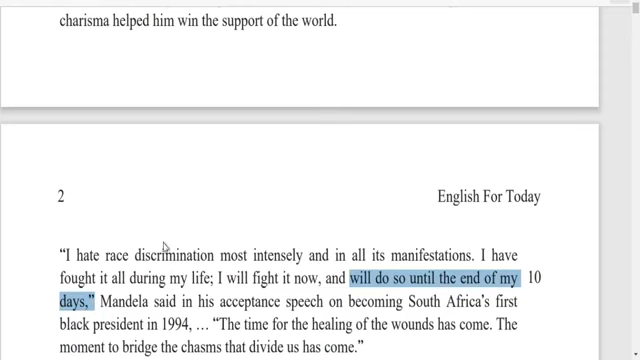 charisma helped him win the support of the world.
2
English For Today
“I hate race discrimination most intensely and in all its manifestations. I have
fought it all during my life; I will fight it now, and will do so until the end of my 10
days,” Mandela said in his acceptance speech on becoming South Africa’s first
black president in 1994, … “The time for the healing of the wounds has come. The
moment to bridge the chasms that divide us has come.”